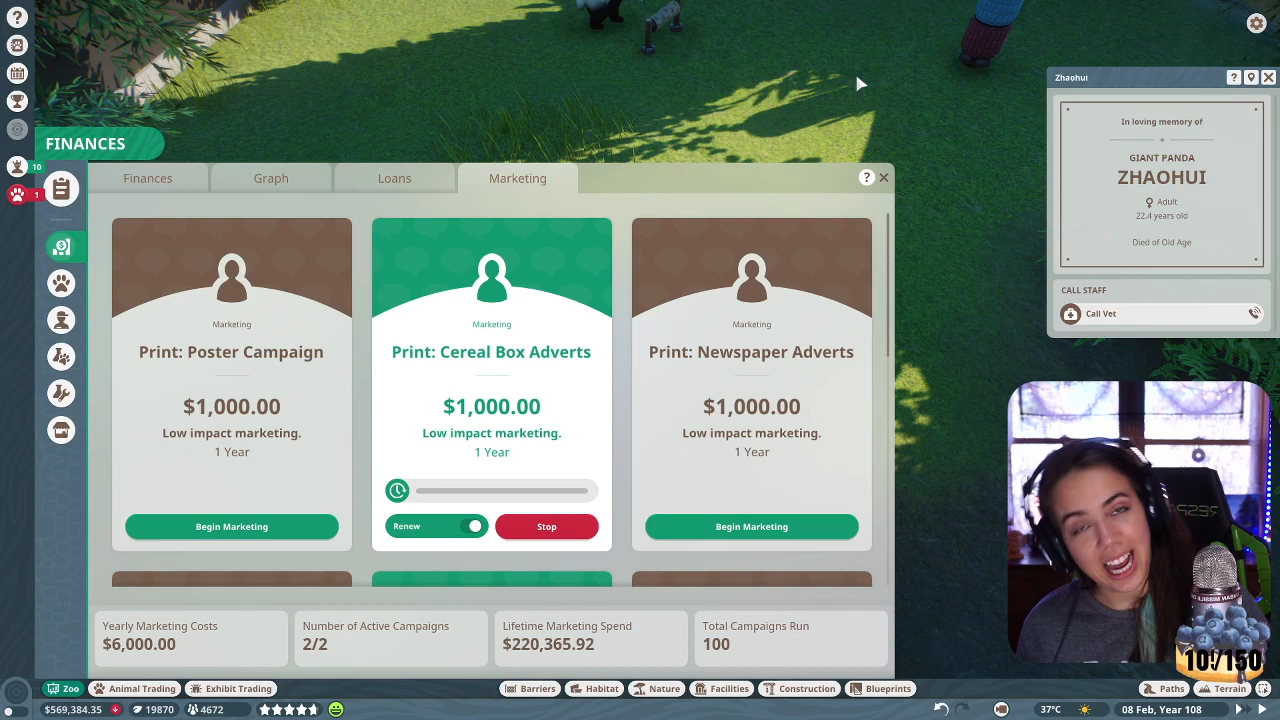 FINANCES
10
1
Finances
Graph
Loans
Marketing
?
Marketing
Print: Poster Campaign
$1,000.00
Low impact marketing.
1 Year
Begin Marketing
Marketing
Print: Cereal Box Adverts
$1,000.00
Low impact marketing.
1 Year
Renew
Stop
Marketing
Print: Newspaper Adverts
$1,000.00
Low impact marketing.
1 Year
Begin Marketing
Yearly Marketing Costs
$6,000.00
Number of Active Campaigns
2/2
Lifetime Marketing Spend
$220,365.92
Total Campaigns Run
100
Zhaohui
?
In loving memory of
GIANT PANDA
ZHAOHUI
Adult
22.4 years old
Died of Old Age
CALL STAFF
Call Vet
10/150
Zoo
Animal Trading
Exhibit Trading
Barriers
Habitat
Nature
Facilities
Construction
Blueprints
Paths
Terrain
$569,384.35
19870
4672
37°C
08 Feb, Year 108